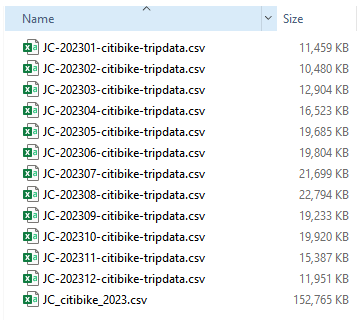 Name Size
JC-202301-citibike-tripdata.csv 11,459 KB
JC-202302-citibike-tripdata.csv 10,480 KB
JC-202303-citibike-tripdata.csv 12,904 KB
JC-202304-citibike-tripdata.csv 16,523 KB
JC-202305-citibike-tripdata.csv 19,685 KB
JC-202306-citibike-tripdata.csv 19,804 KB
JC-202307-citibike-tripdata.csv 21,699 KB
JC-202308-citibike-tripdata.csv 22,794 KB
JC-202309-citibike-tripdata.csv 19,233 KB
JC-202310-citibike-tripdata.csv 19,920 KB
JC-202311-citibike-tripdata.csv 15,387 KB
JC-202312-citibike-tripdata.csv 11,951 KB
JC_citibike_2023.csv 152,765 KB